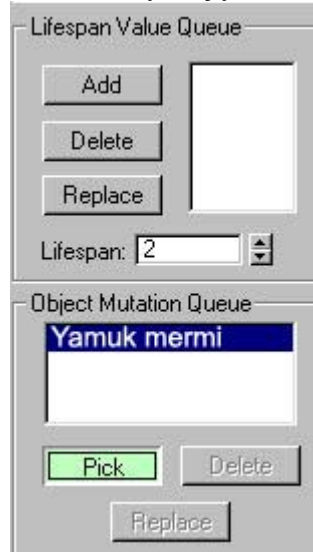 Lifespan Value Queue
Add
Delete
Replace
Lifespan: 2
Object Mutation Queue
Yamuk mermi
Pick Delete
Replace